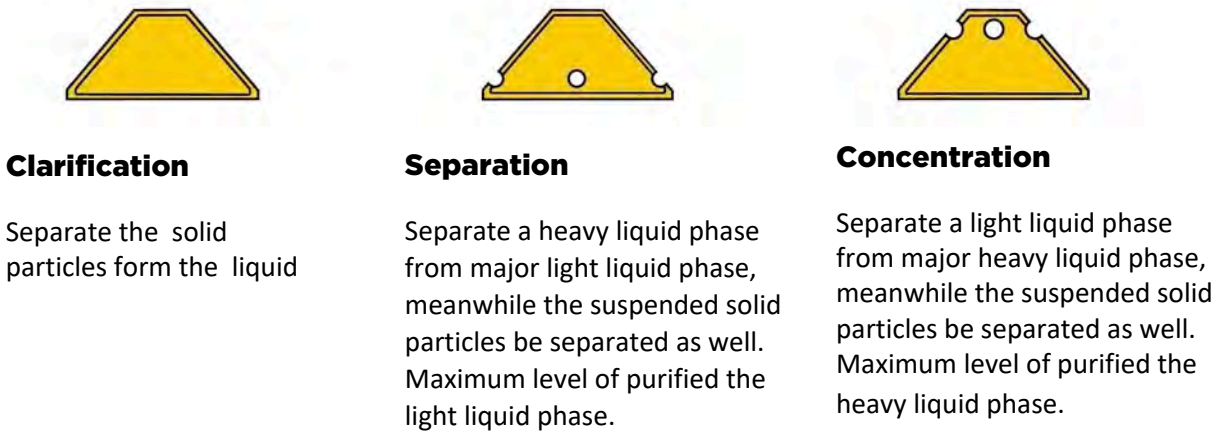 Clarification
Separate the solid
particles form the liquid
Separation
Separate a heavy liquid phase
from major light liquid phase,
meanwhile the suspended solid
particles be separated as well.
Maximum level of purified the
light liquid phase.
Concentration
Separate a light liquid phase
from major heavy liquid phase,
meanwhile the suspended solid
particles be separated as well.
Maximum level of purified the
heavy liquid phase.